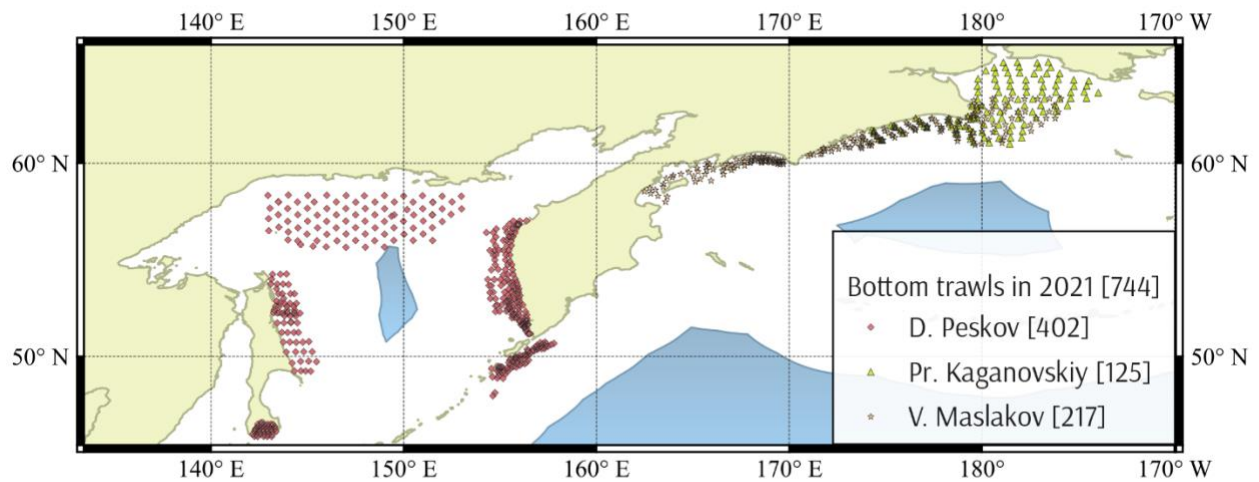 140° E 150° E 160° E 170° E 180° 170° W
60° N 60° N
50° N 50° N
Bottom trawls in 2021 [744]
D. Peskov [402]
Pr. Kaganovskiy [125]
V. Maslakov [217]
140° E 150° E 160° E 170° E 180° 170° W